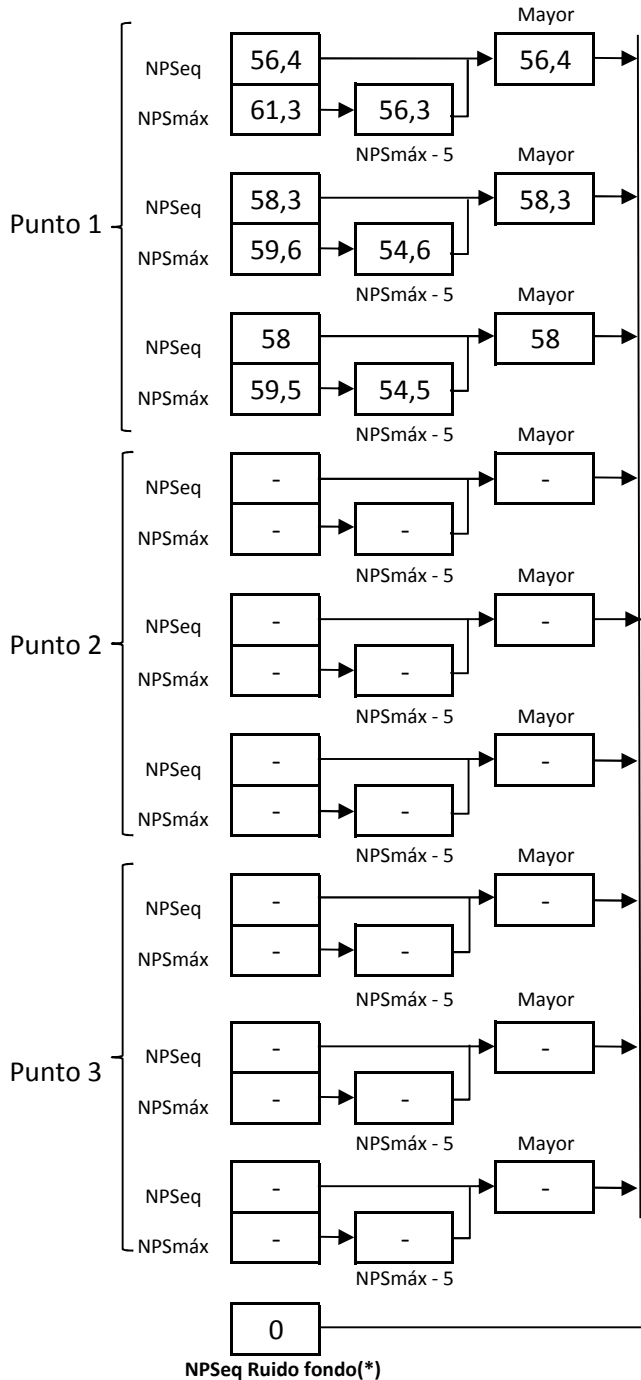 Mayor
NPSeq 56,4 56,4
NPSmáx 61,3 56,3
NPSmáx - 5 Mayor
NPSeq 58,3 58,3
Punto 1
NPSmáx 59,6 54,6
NPSmáx - 5 Mayor
NPSeq 58 58
NPSmáx 59,5 54,5
NPSmáx - 5 Mayor
NPSeq - -
NPSmáx - -
NPSmáx - 5 Mayor
NPSeq - -
Punto 2
NPSmáx - -
NPSmáx - 5 Mayor
NPSeq - -
NPSmáx - -
NPSmáx - 5 Mayor
NPSeq - -
NPSmáx - -
NPSmáx - 5 Mayor
NPSeq - -
Punto 3
NPSmáx - -
NPSmáx - 5 Mayor
NPSeq - -
NPSmáx - -
NPSmáx - 5
0
NPSeq Ruido fondo(*)